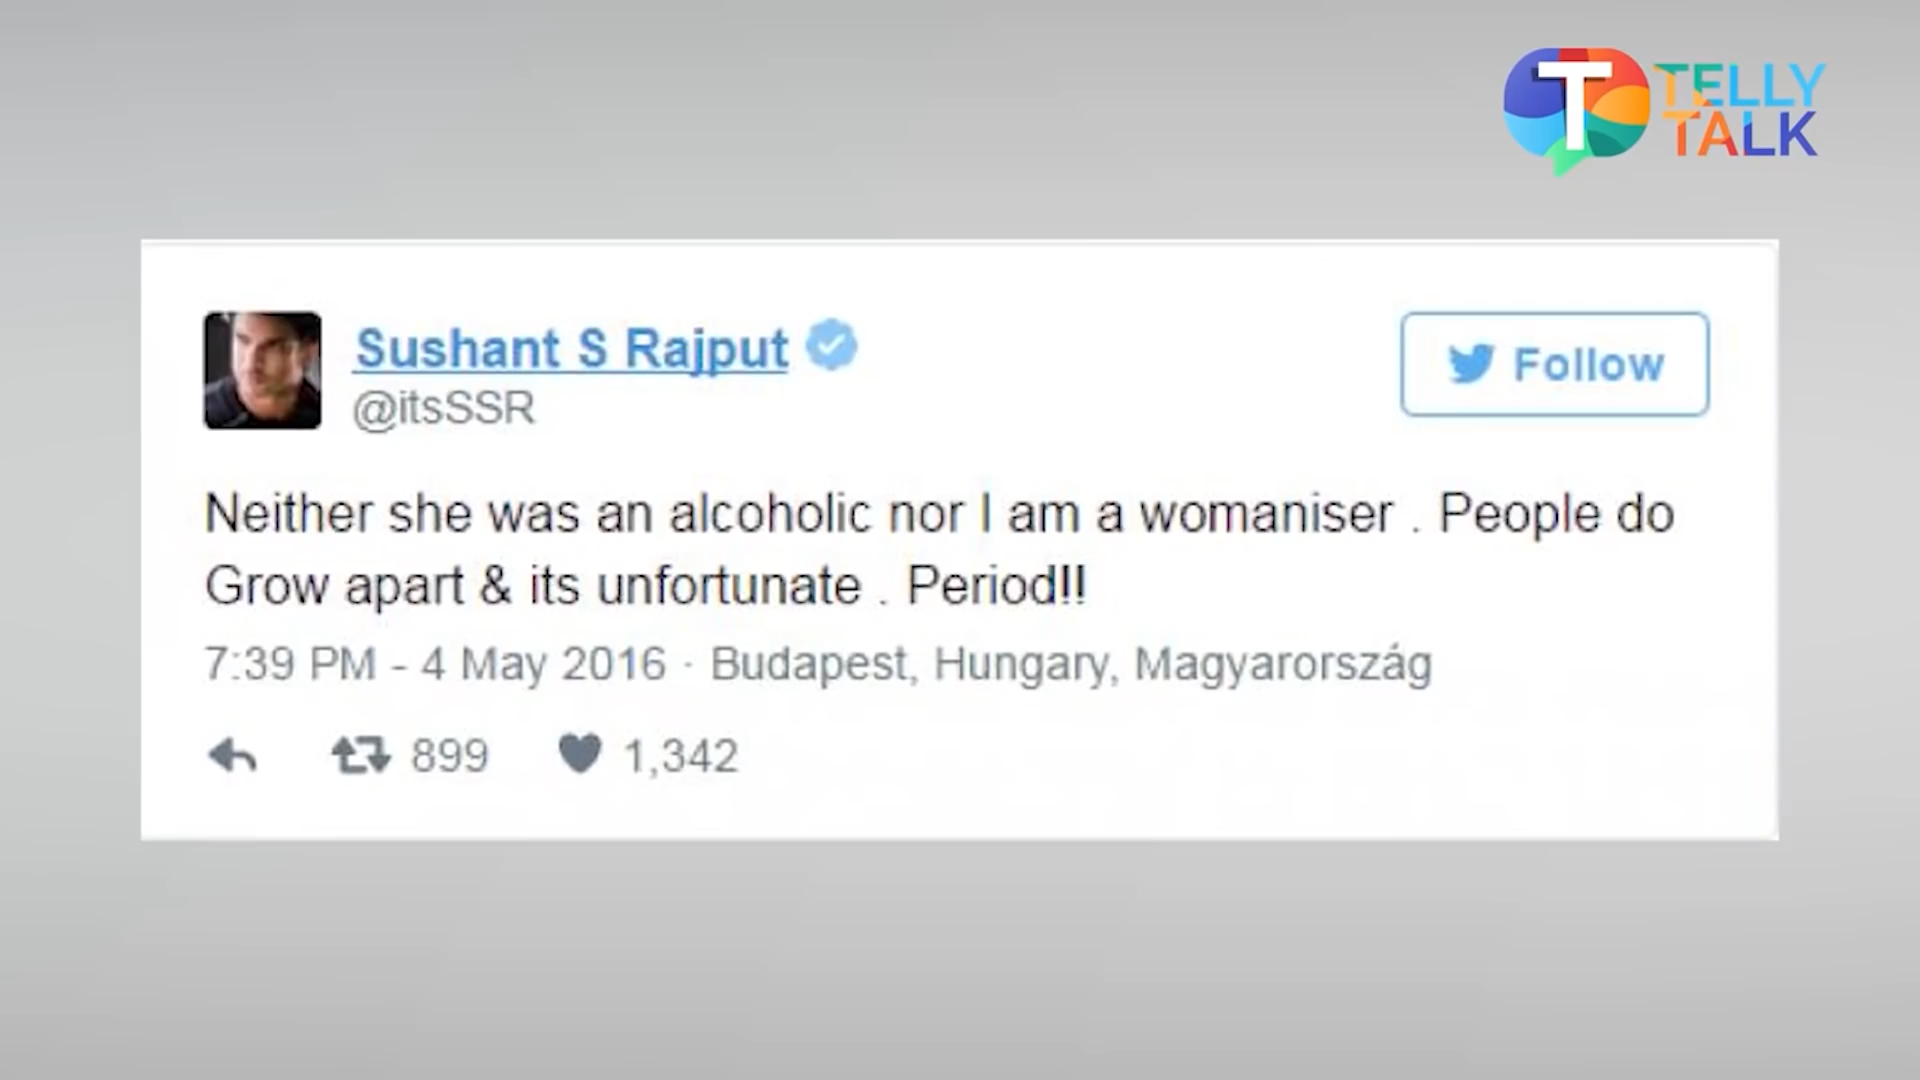 T TELLY
TALK
Sushant S Rajput
@itsSSR
Follow
Neither she was an alcoholic nor I am a womaniser . People do
Grow apart & its unfortunate . Period!!
7:39 PM - 4 May 2016 · Budapest, Hungary, Magyarország
899 1,342